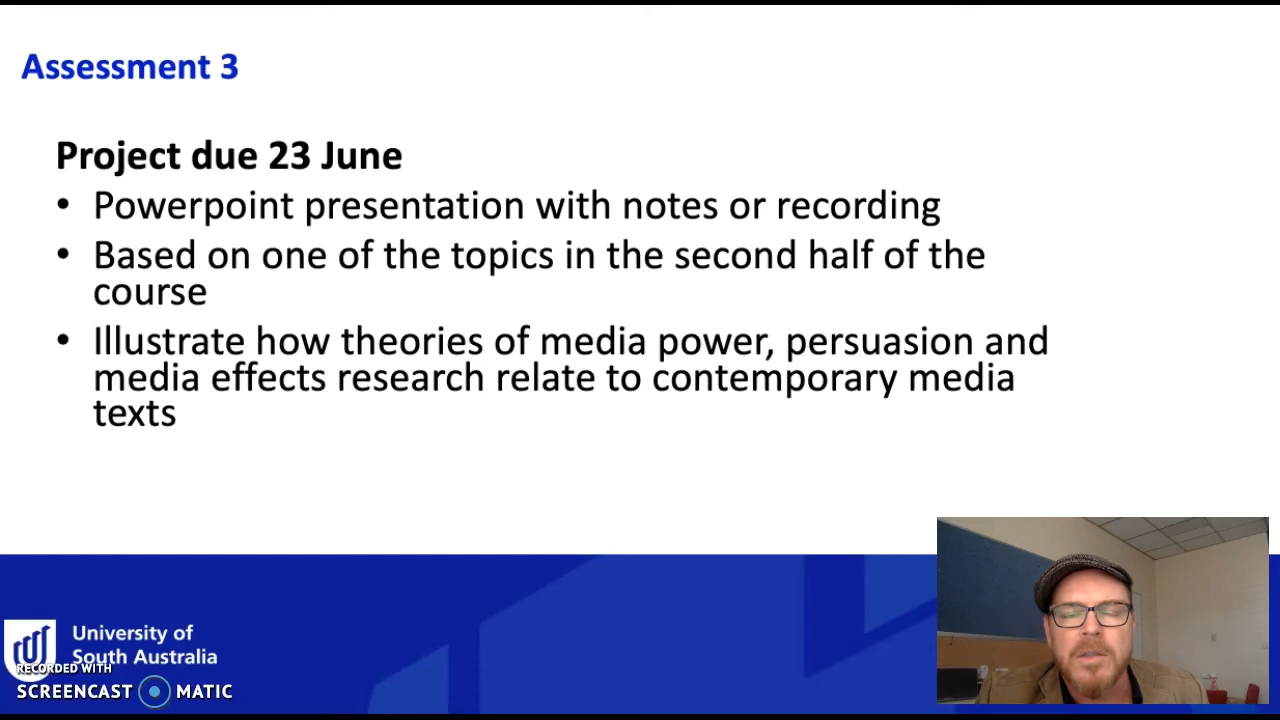 Assessment 3
Project due 23 June
• Powerpoint presentation with notes or recording
• Based on one of the topics in the second half of the
course
• Illustrate how theories of media power, persuasion and
media effects research relate to contemporary media
texts
University of
South Australia
RECORDED WITH
SCREENCAST MATIC